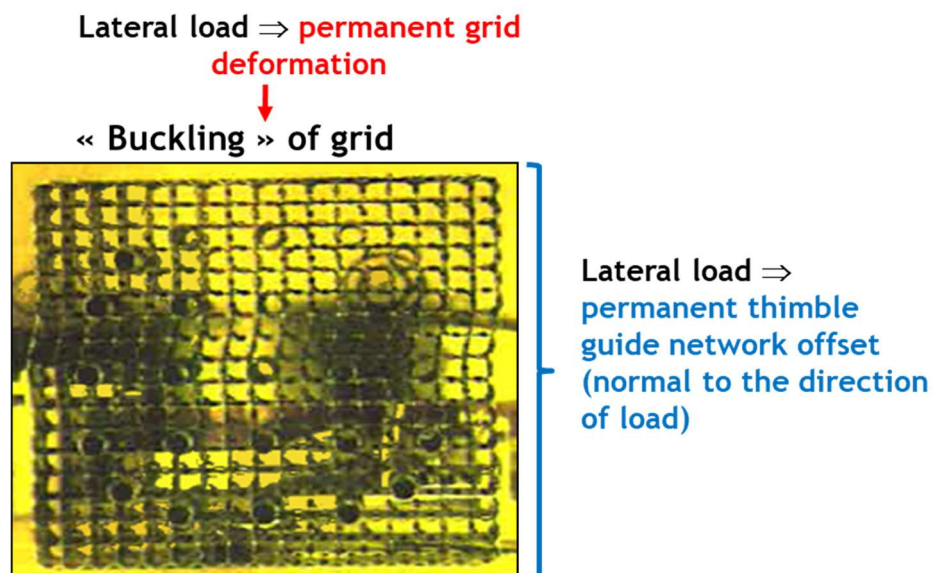 Lateral load ⇒ permanent grid
deformation
« Buckling » of grid
Lateral load ⇒
permanent thimble
guide network offset
(normal to the direction
of load)